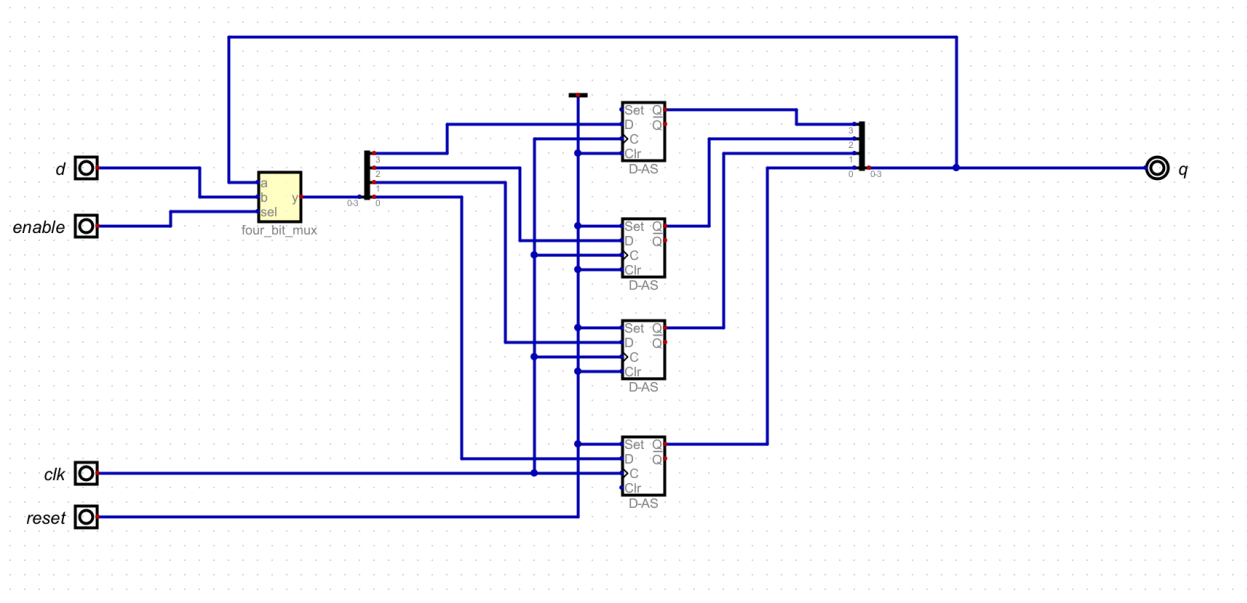 Set Q
D Q
C
Clr
D-AS
3
2
1
0
0-3
3
2
1
0
0-3
d
enable
a
b y
sel
four_bit_mux
q
Set Q
D Q
C
Clr
D-AS
Set Q
D Q
C
Clr
D-AS
Set Q
D Q
C
Clr
D-AS
clk
reset